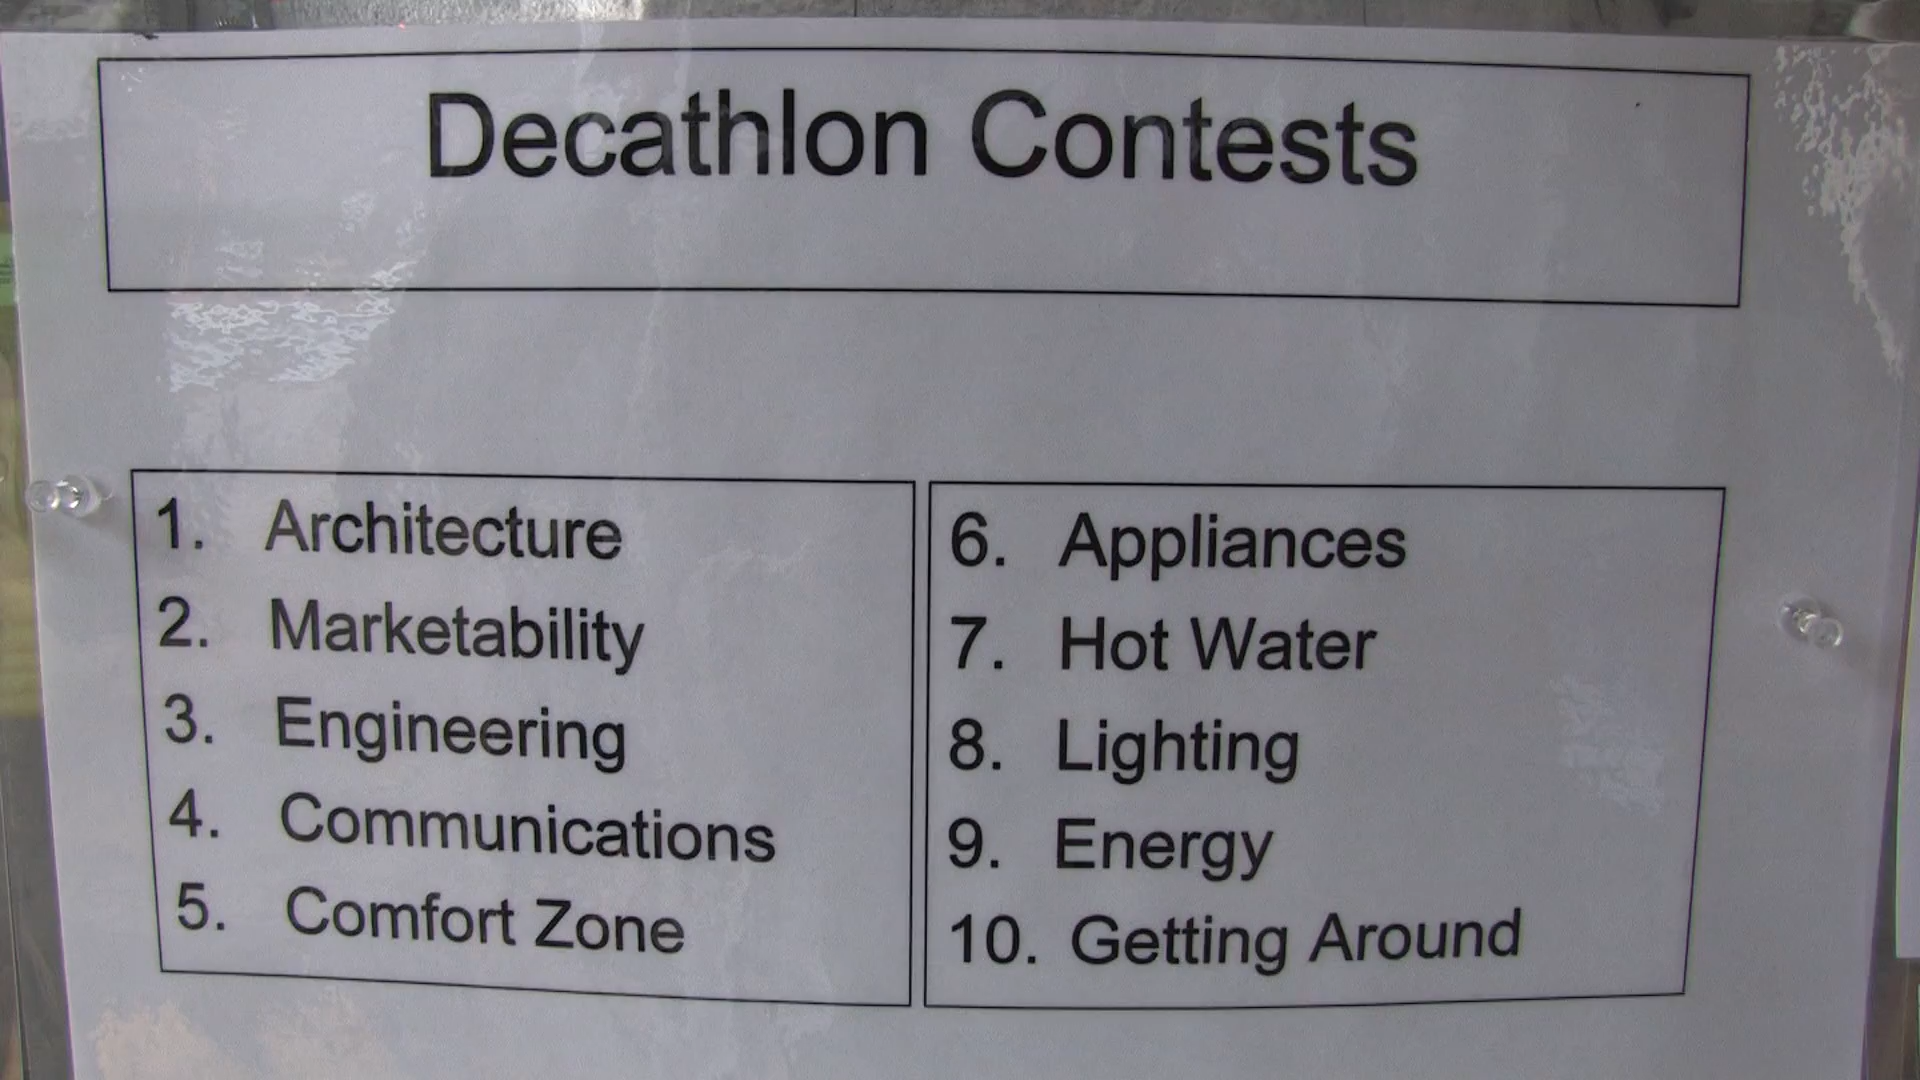 Decathlon Contests
1. Architecture
2. Marketability
3. Engineering
4. Communications
5. Comfort Zone
6. Appliances
7. Hot Water
8. Lighting
9. Energy
10. Getting Around